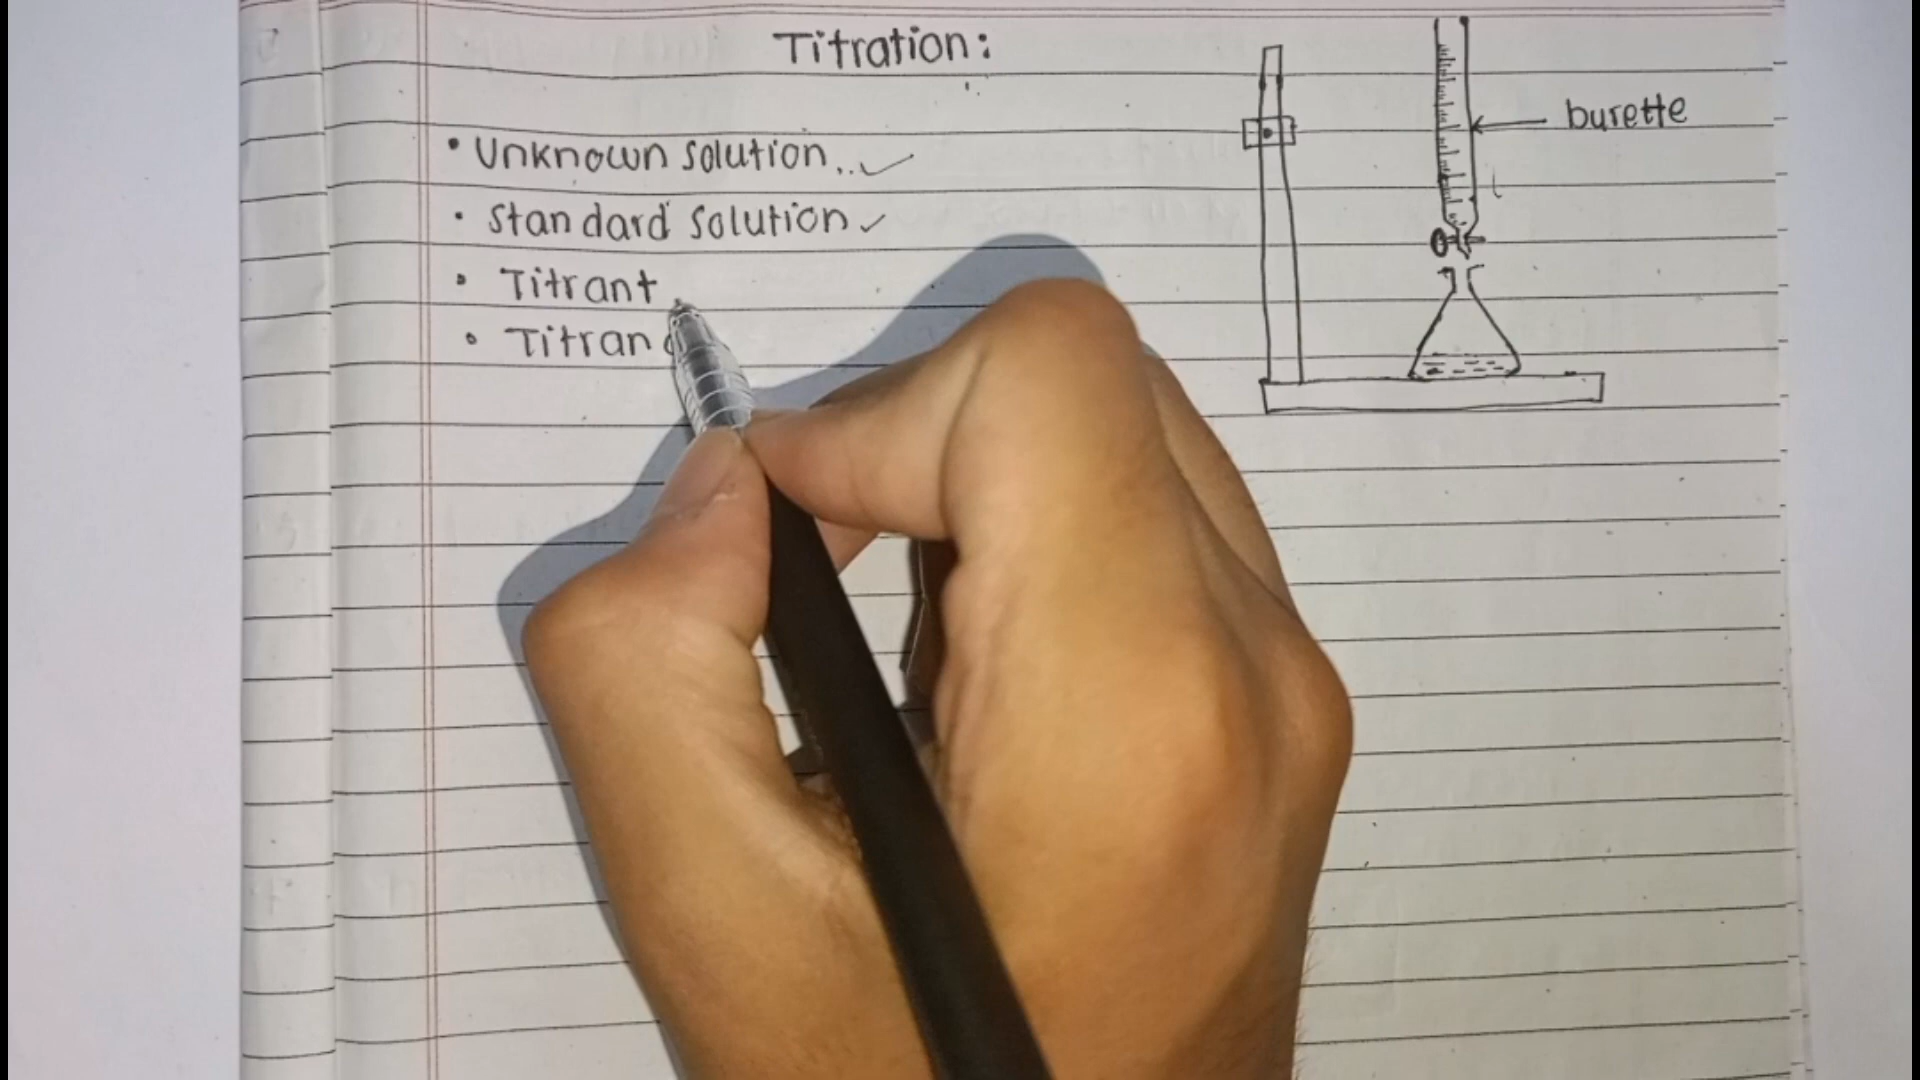 Titration:
burette
• Unknown solution..
• Standard solution
• Titrant